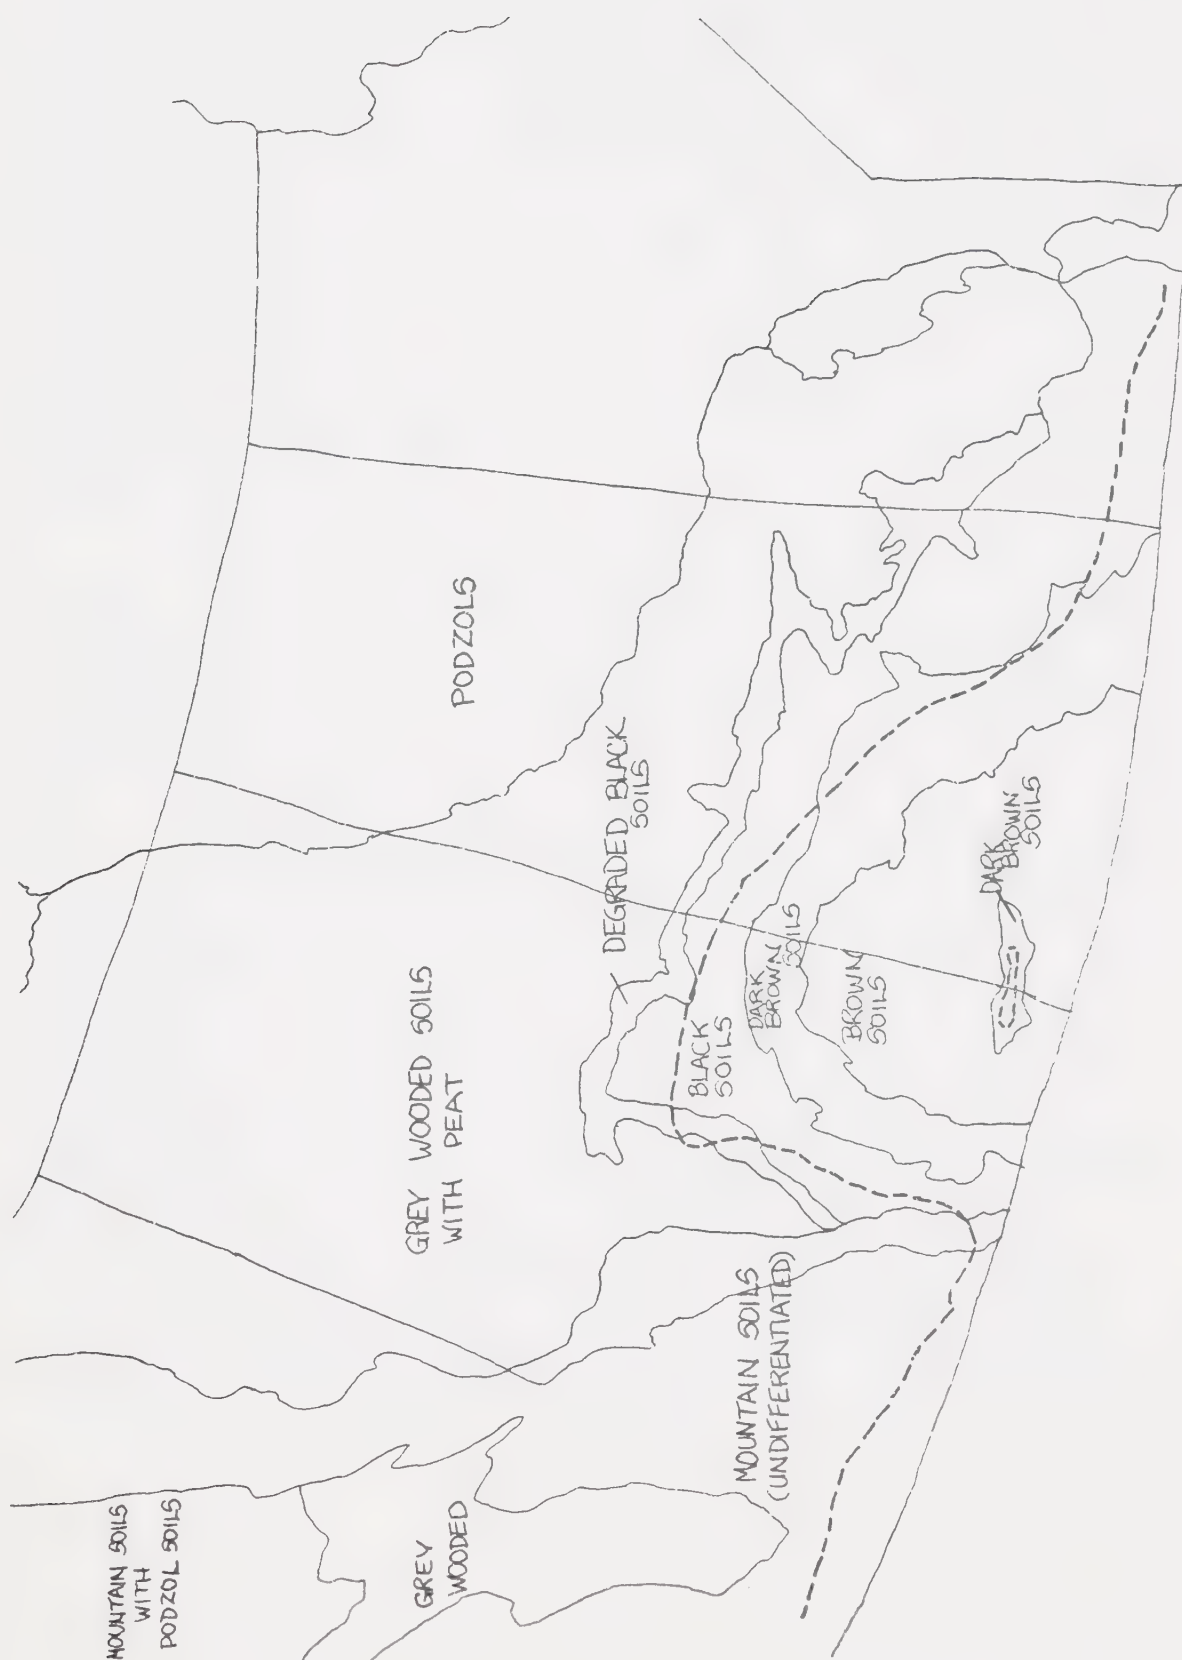 MOUNTAIN SOILS
WITH
PODZOL SOILS
GREY
WOODED
MOUNTAIN SOILS
(UNDIFFERENTIATED)
GREY WOODED SOILS
WITH PEAT
BLACK
SOILS
DARK
BROWN
SOILS
BROWN
SOILS
DEGRADED BLACK
SOILS
DARK
BROWN
SOILS
PODZOLS